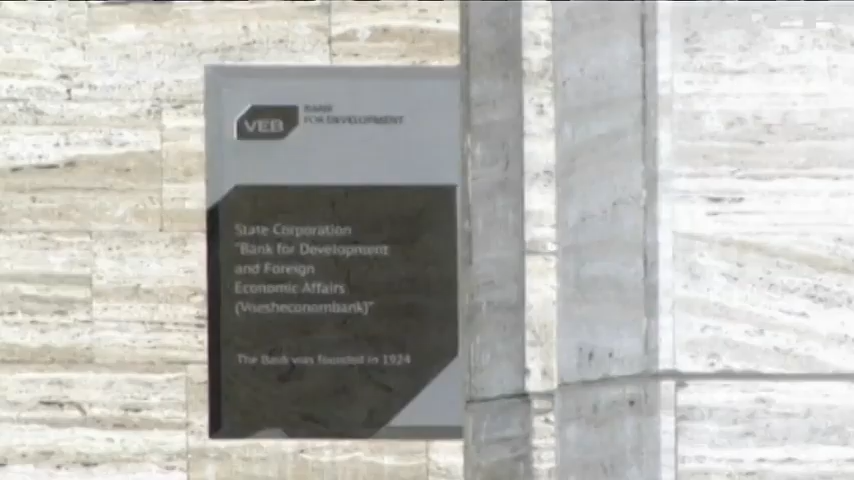 VEB
BANK
FOR DEVELOPMENT
State Corporation
"Bank for Development
and Foreign
Economic Affairs
(Vnesheconombank)"
The Bank was founded in 1924